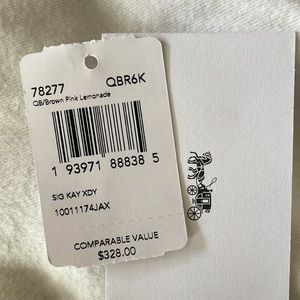 78277 QBR6K
QB/Brown Pink Lemonade
1 93971 88838 5
SIG KAY XDY
10011174JAX
COMPARABLE VALUE
$328.00